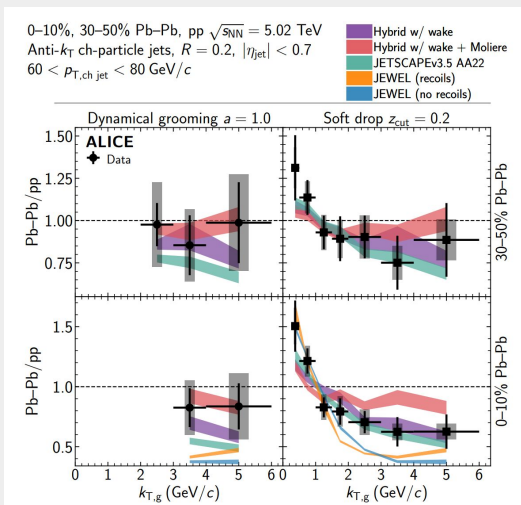 0–10%, 30–50% Pb–Pb, pp √sNN = 5.02 TeV
Anti-kT ch-particle jets, R = 0.2, |ηjet| < 0.7
60 < pT,ch jet < 80 GeV/c
Hybrid w/ wake
Hybrid w/ wake + Moliere
JETSCAPEv3.5 AA22
JEWEL (recoils)
JEWEL (no recoils)
Dynamical grooming a = 1.0
Soft drop zcut = 0.2
ALICE
Data
1.50
1.25
1.00
0.75
Pb–Pb/pp
30–50% Pb–Pb
1.5
1.0
0.5
Pb–Pb/pp
0–10% Pb–Pb
0 1 2 3 4 5 6 0 1 2 3 4 5 6
kT,g (GeV/c) kT,g (GeV/c)